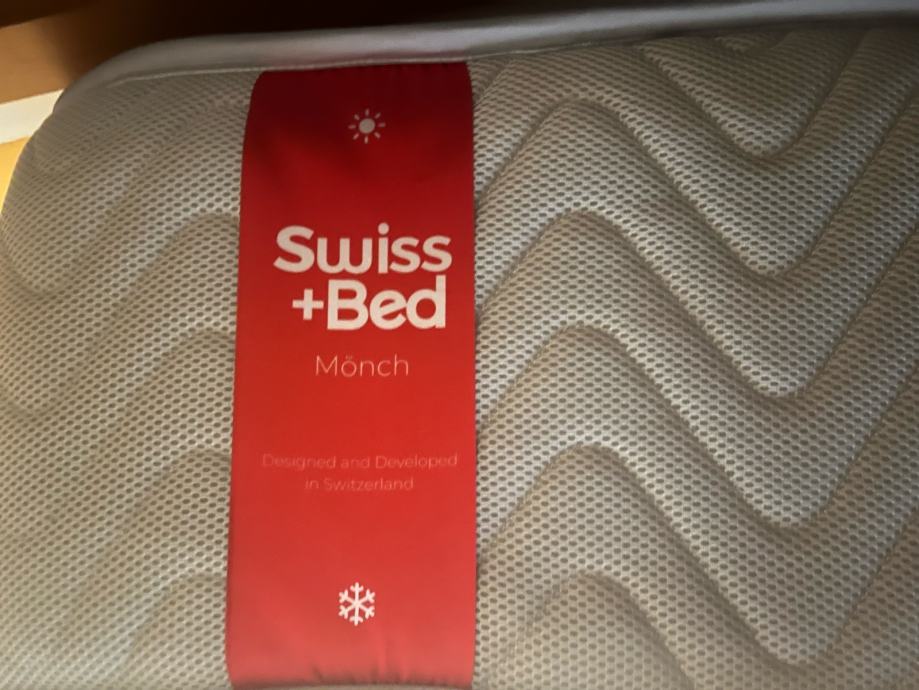 Swiss
+Bed
Mönch
Designed and Developed
in Switzerland